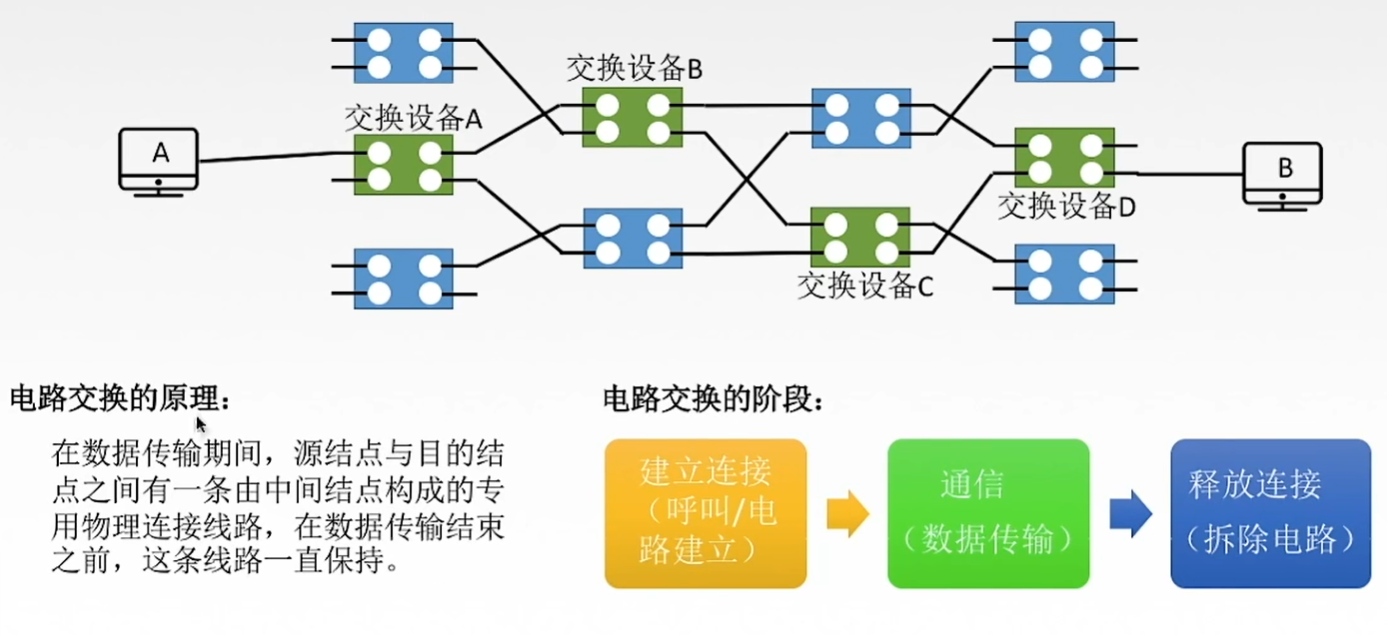 交换设备B
交换设备A
A
B
交换设备D
交换设备C
电路交换的原理：
在数据传输期间，源结点与目的结
点之间有一条由中间结点构成的专
用物理连接线路，在数据传输结束
之前，这条线路一直保持。
电路交换的阶段：
建立连接
（呼叫/电
路建立）
通信
（数据传输）
释放连接
（拆除电路）